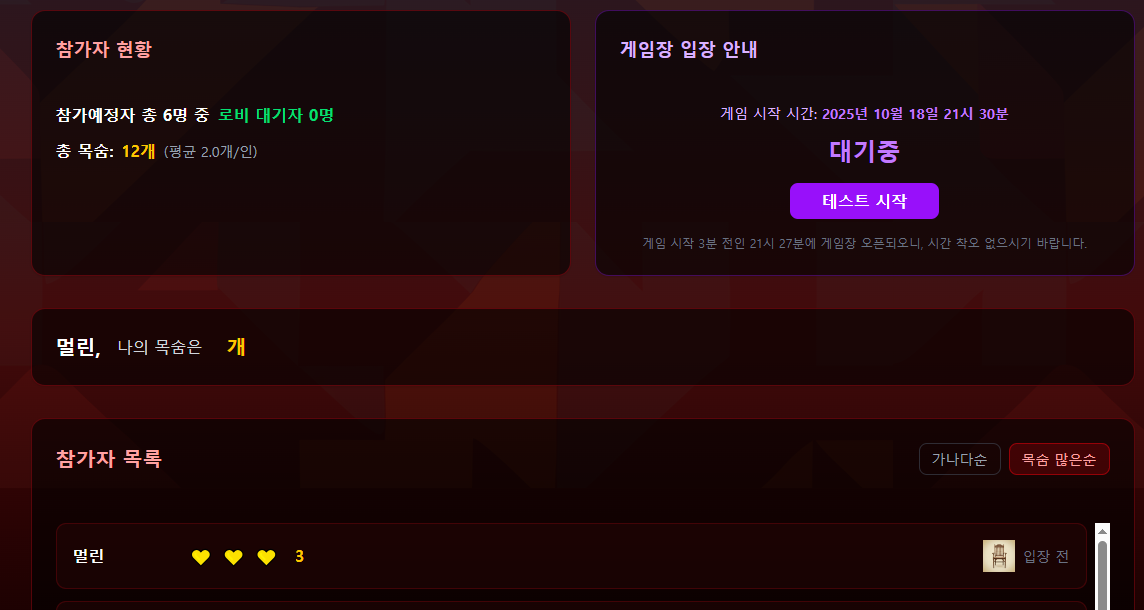 참가자 현황
참가예정자 총 6명 중 로비 대기자 0명
총 목숨: 12개 (평균 2.0개/인)
게임장 입장 안내
게임 시작 시간: 2025년 10월 18일 21시 30분
대기중
테스트 시작
게임 시작 3분 전인 21시 27분에 게임장 오픈되오니, 시간 착오 없으시기 바랍니다.
멀린, 나의 목숨은 개
참가자 목록
가나다순 목숨 많은순
멀린 3 입장 전